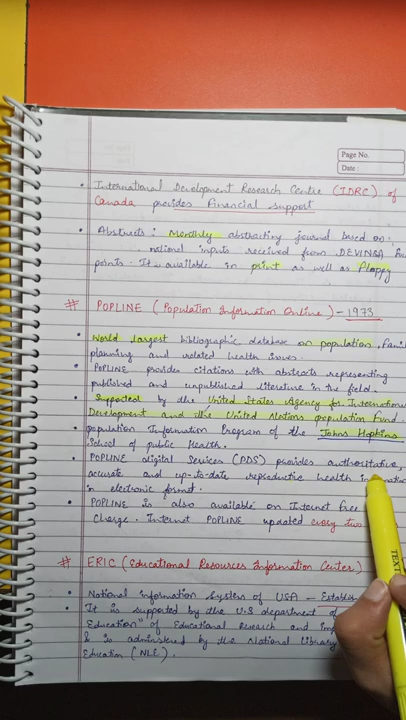 Page No.
Date :
• International Development Research Centre (IDRC) of
Canada provides Financial support
• Abstracts : Monthly abstracting journal based on
national inputs received from DEVINSA
points. It is available in print as well as Floppy
# POPLINE (Population Information Online) - 1973
• World largest bibliographic database on population,
planning and related health issues.
• POPLINE provides citations with abstracts representing
published and unpublished literature in the field.
• Supported by the United States Agency for
Development and The United Nations population Fund.
• population Information Program of the Johns Hopkins
School of public Health.
• POPLINE digital Services (PDS) provides authoritative,
accurate and up-to-date reproductive health
in electronic format.
• POPLINE is also available on Internet free
Charge. Internet POPLINE updated every two
# ERIC (Educational Resources Information Center)
• National information System of USA -
• It is supported by the U.S department of
Education" of Educational Research and
& is administered by the National Library
Education (NLE).
TEXT